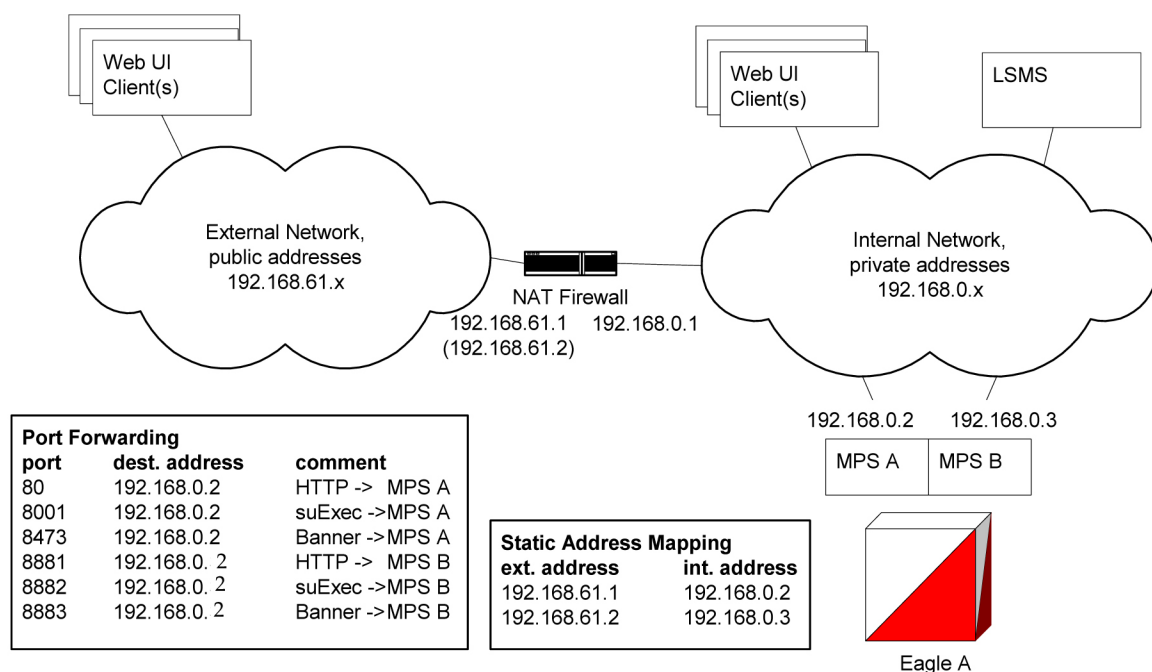 Web UI
Client(s)
Web UI
Client(s)
LSMS
External Network,
public addresses
192.168.61.x
Internal Network,
private addresses
192.168.0.x
NAT Firewall
192.168.61.1 192.168.0.1
(192.168.61.2)
192.168.0.2 192.168.0.3
MPS A MPS B
Port Forwarding
port dest. address comment
80 192.168.0.2 HTTP -> MPS A
8001 192.168.0.2 suExec ->MPS A
8473 192.168.0.2 Banner ->MPS A
8881 192.168.0. 2 HTTP -> MPS B
8882 192.168.0. 2 suExec ->MPS B
8883 192.168.0. 2 Banner ->MPS B
Static Address Mapping
ext. address int. address
192.168.61.1 192.168.0.2
192.168.61.2 192.168.0.3
Eagle A